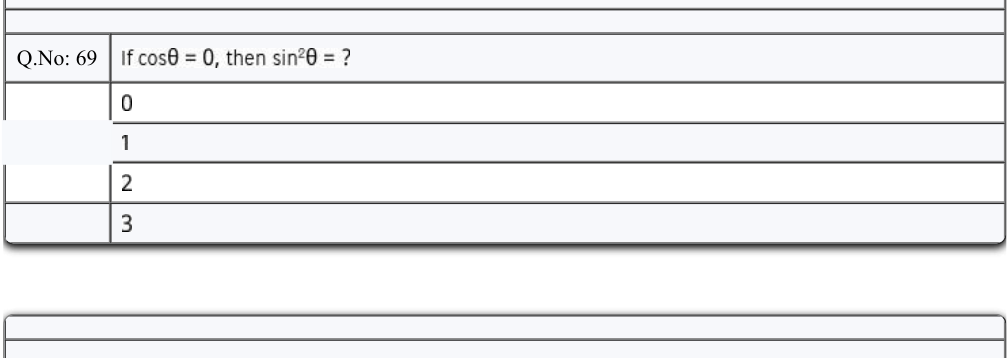 Q.No: 69 If cosθ = 0, then sin²θ = ?
0
1
2
3